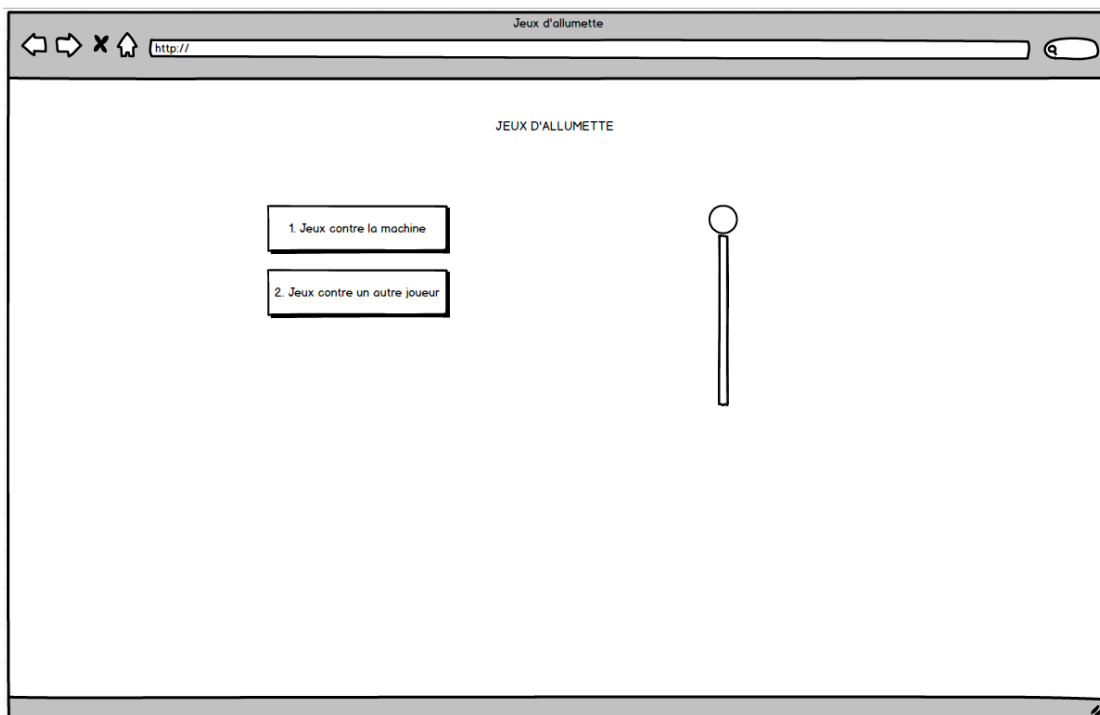 Jeux d'allumette
http://
JEUX D'ALLUMETTE
1. Jeux contre la machine
2. Jeux contre un autre joueur